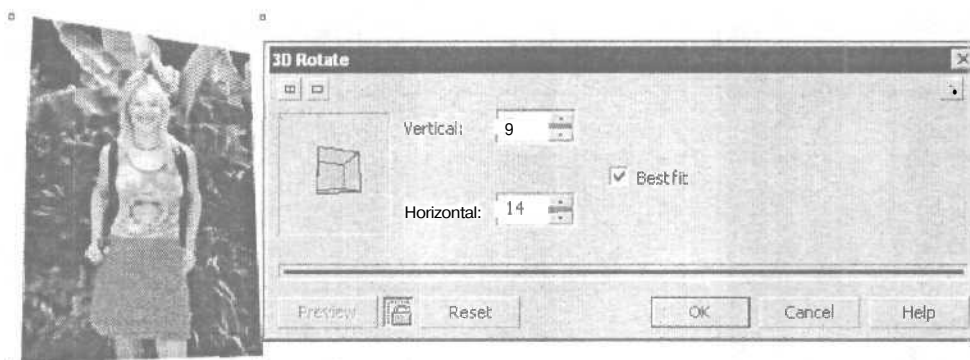 3D Rotate
Vertical: 9
Bestfit
Horizontal: 14
Preview Reset OK Cancel Help